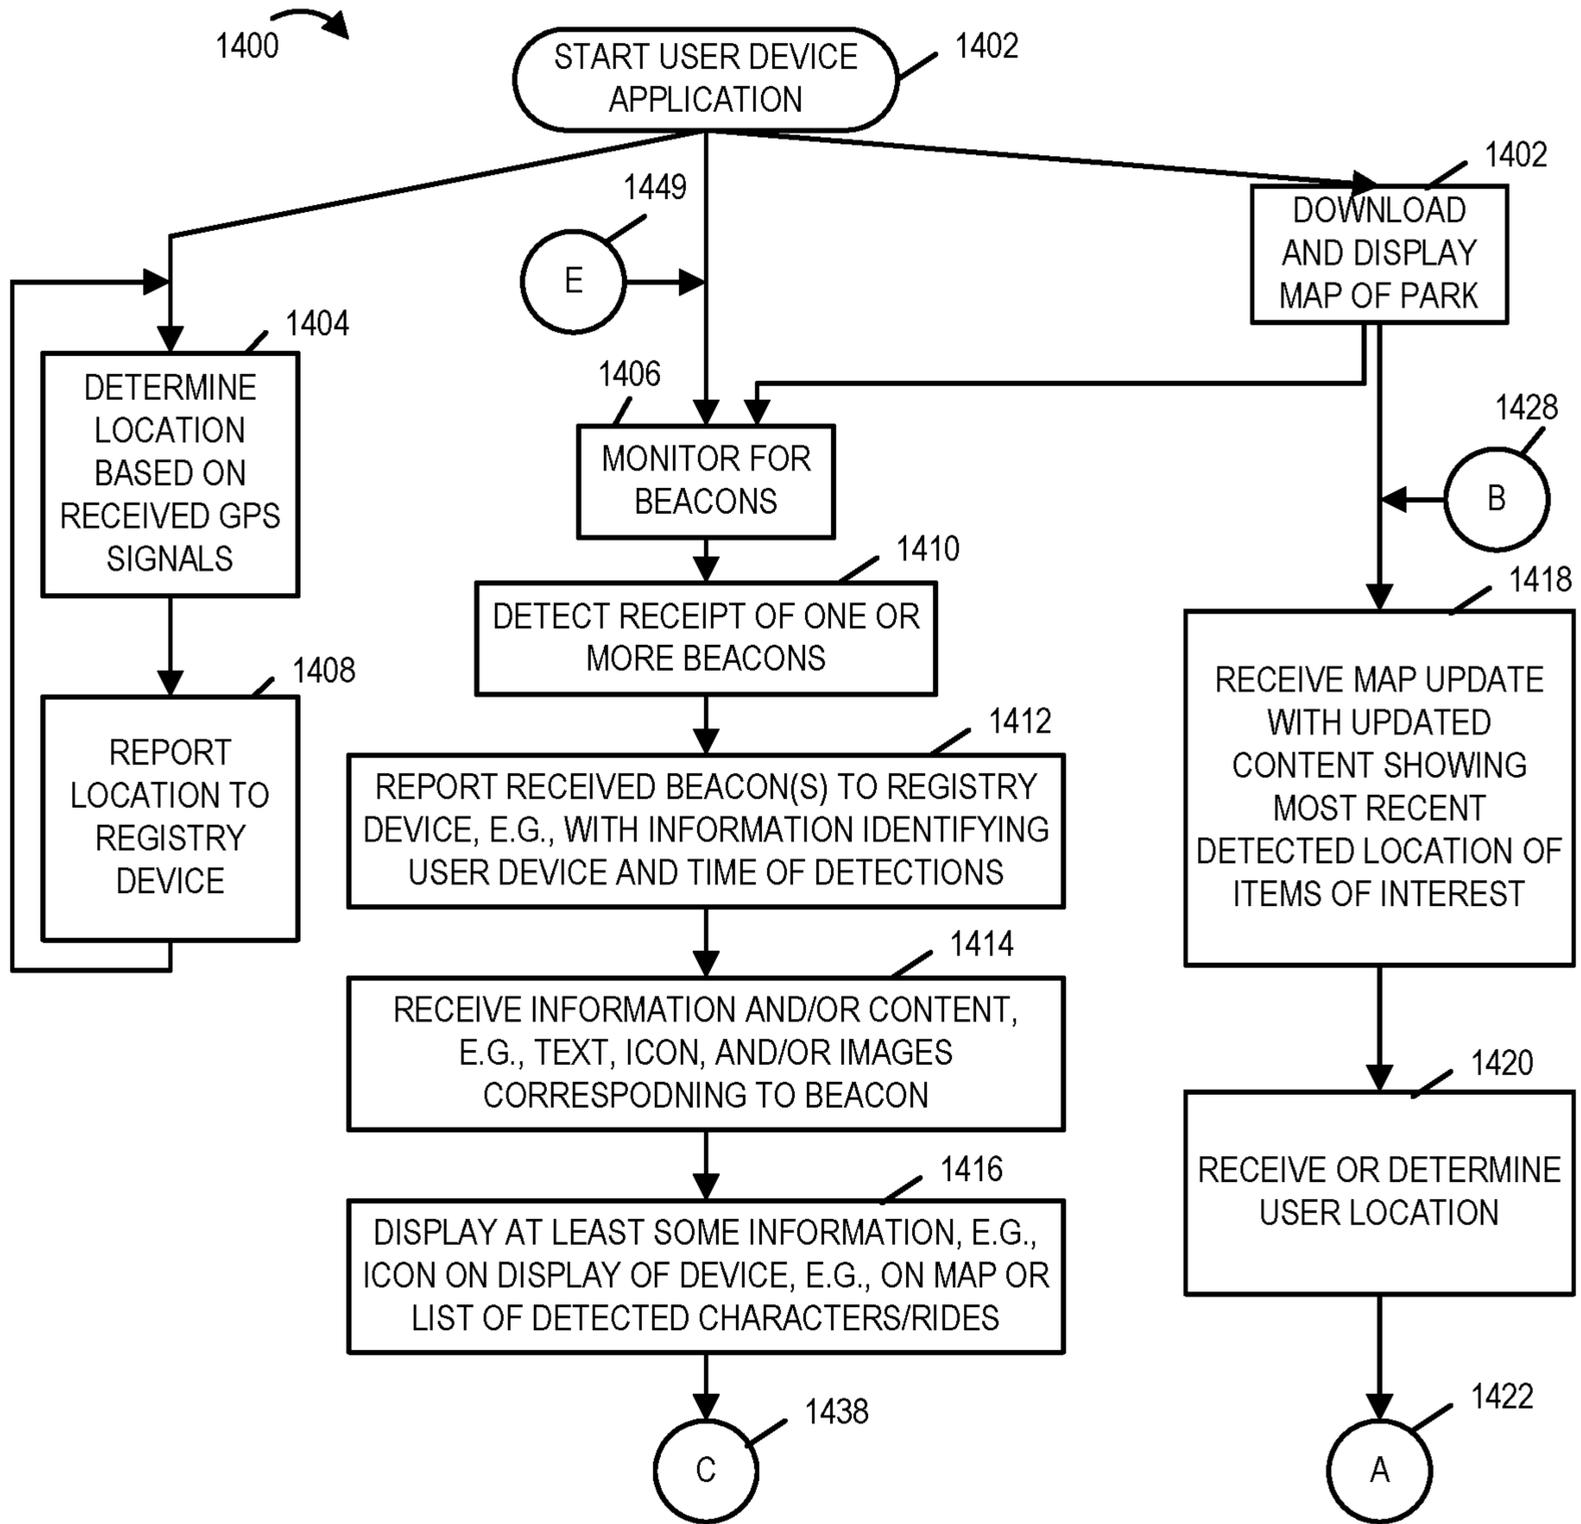 1400
START USER DEVICE
APPLICATION
1402
1402
DOWNLOAD
AND DISPLAY
MAP OF PARK
1449
E
1404
DETERMINE
LOCATION
BASED ON
RECEIVED GPS
SIGNALS
1406
MONITOR FOR
BEACONS
1428
B
1410
DETECT RECEIPT OF ONE OR
MORE BEACONS
1418
RECEIVE MAP UPDATE
WITH UPDATED
CONTENT SHOWING
MOST RECENT
DETECTED LOCATION OF
ITEMS OF INTEREST
1408
REPORT
LOCATION TO
REGISTRY
DEVICE
1412
REPORT RECEIVED BEACON(S) TO REGISTRY
DEVICE, E.G., WITH INFORMATION IDENTIFYING
USER DEVICE AND TIME OF DETECTIONS
1414
RECEIVE INFORMATION AND/OR CONTENT,
E.G., TEXT, ICON, AND/OR IMAGES
CORRESPODNING TO BEACON
1420
RECEIVE OR DETERMINE
USER LOCATION
1416
DISPLAY AT LEAST SOME INFORMATION, E.G.,
ICON ON DISPLAY OF DEVICE, E.G., ON MAP OR
LIST OF DETECTED CHARACTERS/RIDES
1438
C
1422
A